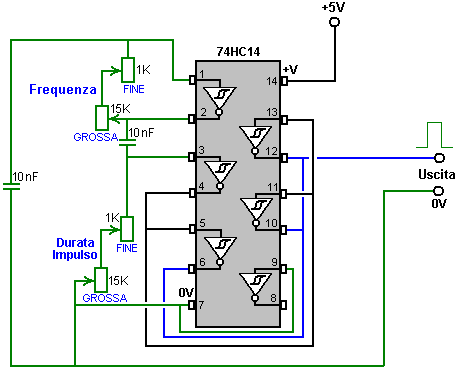 +5V
74HC14
+V
1K
FINE
Frequenza
15K
GROSSA
10nF
10nF
1
2
3
4
5
6
7
14
13
12
11
10
9
8
Uscita
0V
1K
FINE
Durata
Impulso
15K
GROSSA
0V